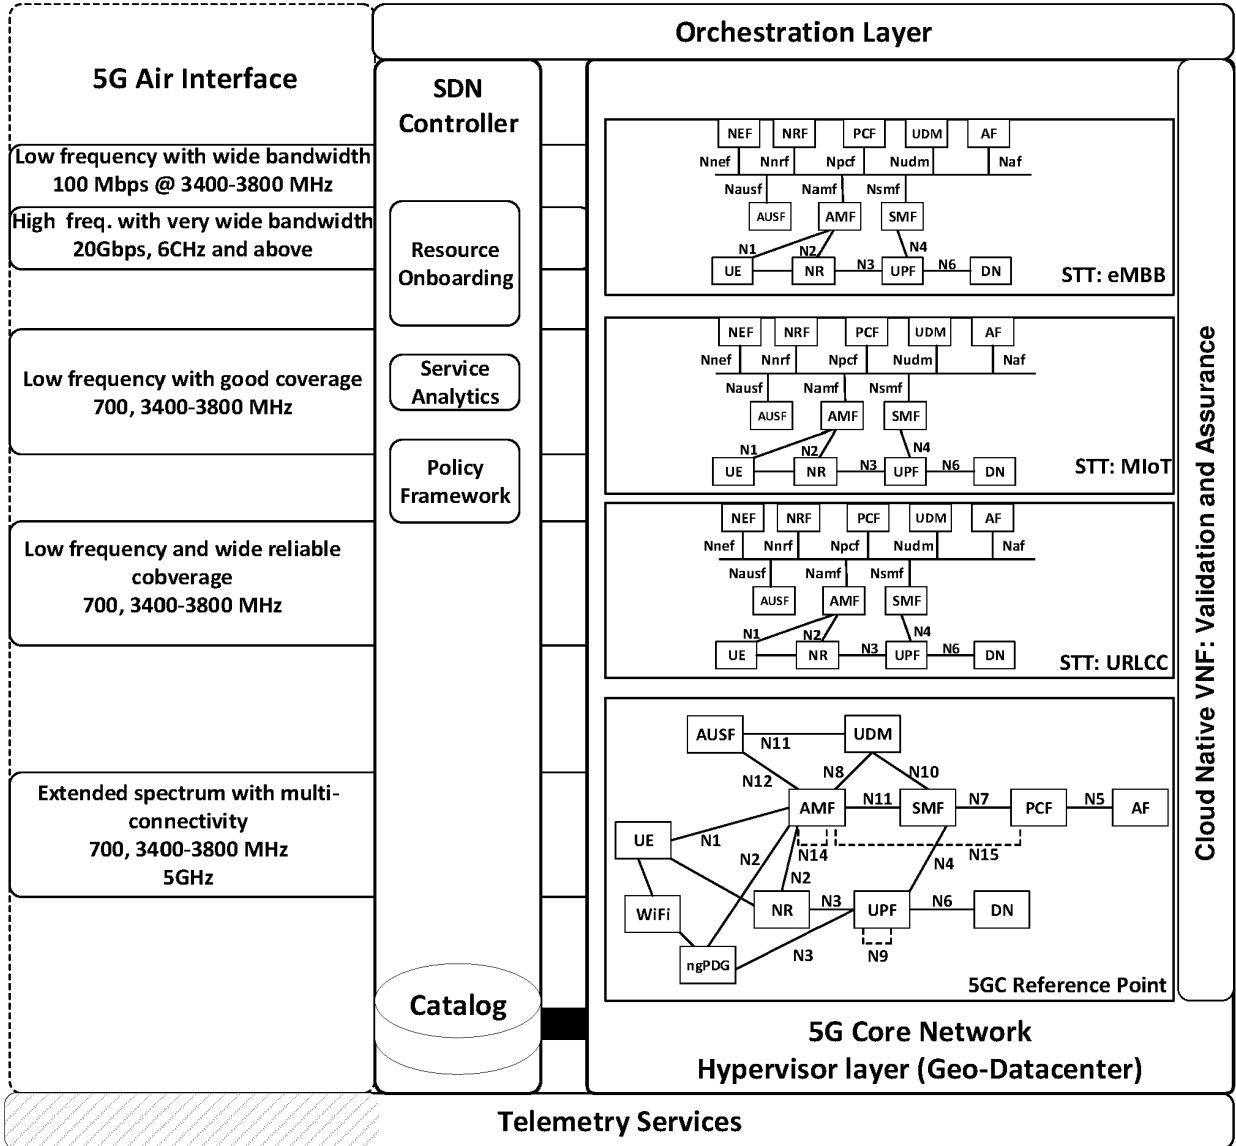 Orchestration Layer
5G Air Interface
Low frequency with wide bandwidth
100 Mbps @ 3400-3800 MHz
High freq. with very wide bandwidth
20Gbps, 6CHz and above
Low frequency with good coverage
700, 3400-3800 MHz
Low frequency and wide reliable
cobverage
700, 3400-3800 MHz
Extended spectrum with multi-
connectivity
700, 3400-3800 MHz
5GHz
SDN
Controller
Resource
Onboarding
Service
Analytics
Policy
Framework
Catalog
NEF NRF PCF UDM AF
Nnef Nnrf Npcf Nudm Naf
Nausf Namf Nsmf
AUSF AMF SMF
N1 N2 N4
UE NR N3 UPF N6 DN
STT: eMBB
NEF NRF PCF UDM AF
Nnef Nnrf Npcf Nudm Naf
Nausf Namf Nsmf
AUSF AMF SMF
N1 N2 N4
UE NR N3 UPF N6 DN
STT: MIoT
NEF NRF PCF UDM AF
Nnef Nnrf Npcf Nudm Naf
Nausf Namf Nsmf
AUSF AMF SMF
N1 N2 N4
UE NR N3 UPF N6 DN
STT: URLCC
AUSF N11 UDM
N12 N8 N10
AMF N11 SMF N7 PCF N5 AF
UE N1 N2 N14 N4 N15
N2
WiFi NR N3 UPF N6 DN
ngPDG N3 N9
5GC Reference Point
5G Core Network
Hypervisor layer (Geo-Datacenter)
Cloud Native VNF: Validation and Assurance
Telemetry Services